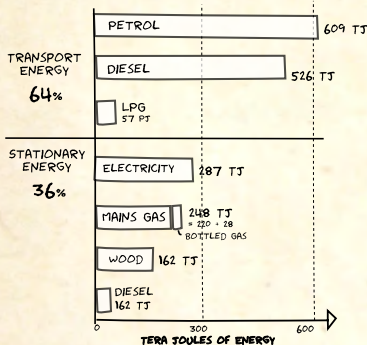 PETROL
609 TJ
TRANSPORT
ENERGY
64%
DIESEL
526 TJ
LPG
57 PJ
STATIONARY
ENERGY
36%
ELECTRICITY
287 TJ
MAINS GAS
248 TJ
= 220 + 28
BOTTLED GAS
WOOD
162 TJ
DIESEL
162 TJ
0
300
600
TERA JOULES OF ENERGY